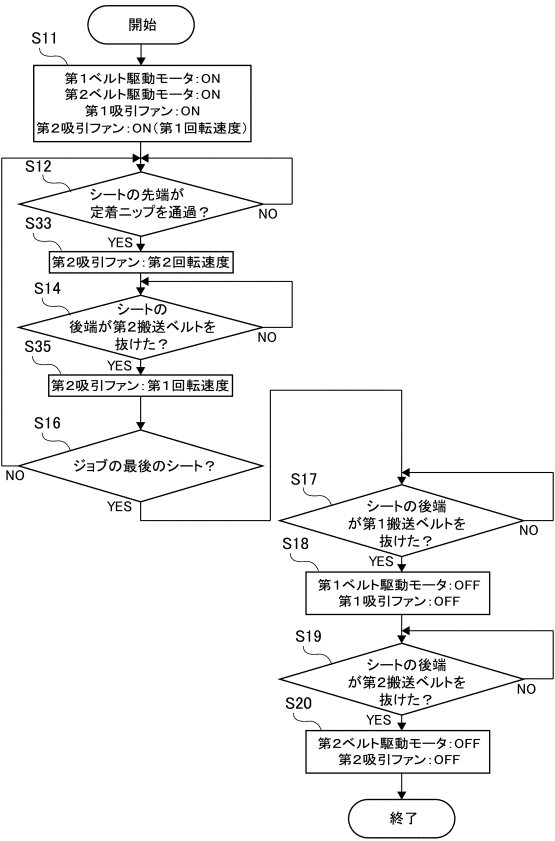 開始
S11
第1ベルト駆動モータ:ON
第2ベルト駆動モータ:ON
第1吸引ファン:ON
第2吸引ファン:ON(第1回転速度)
S12
シートの先端が
定着ニップを通過?
NO
YES
S33
第2吸引ファン:第2回転速度
S14
シートの
後端が第2搬送ベルトを
抜けた?
NO
YES
S35
第2吸引ファン:第1回転速度
S16
ジョブの最後のシート?
NO
YES
S17
シートの後端
が第1搬送ベルトを
抜けた?
NO
YES
S18
第1ベルト駆動モータ:OFF
第1吸引ファン:OFF
S19
シートの後端
が第2搬送ベルトを
抜けた?
NO
YES
S20
第2ベルト駆動モータ:OFF
第2吸引ファン:OFF
終了